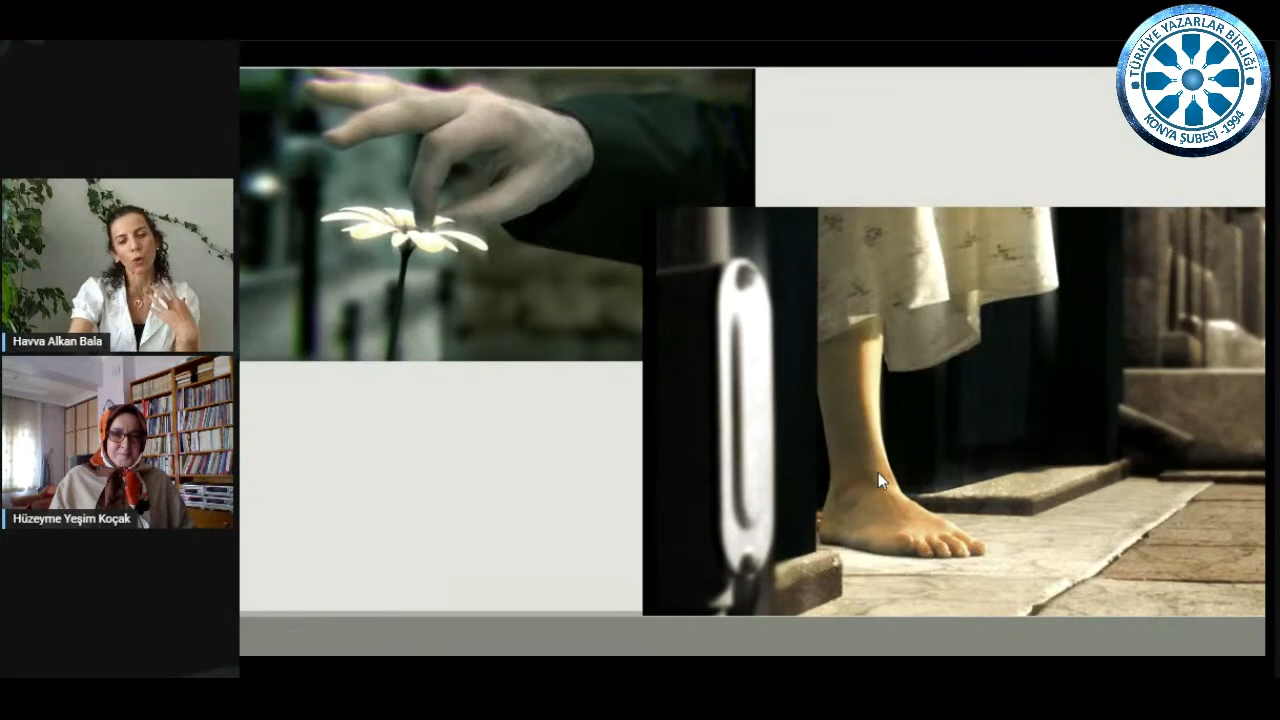 TÜRKİYE YAZARLAR BİRLİĞİ
KONYA ŞUBESİ - 1994
Havva Alkan Bala
Hüzeyme Yeşim Koçak